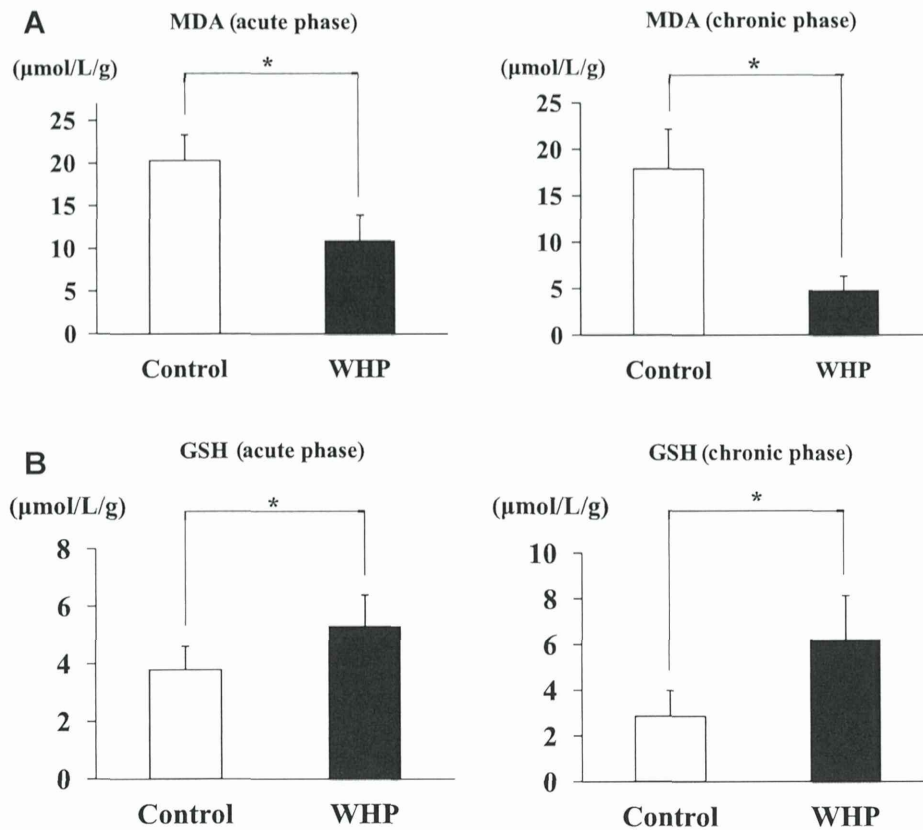 A
MDA (acute phase)
(µmol/L/g)
*
25
20
15
10
5
0
Control WHP
MDA (chronic phase)
(µmol/L/g)
*
25
20
15
10
5
0
Control WHP
B
GSH (acute phase)
(µmol/L/g)
*
8
6
4
2
0
Control WHP
GSH (chronic phase)
(µmol/L/g)
*
10
8
6
4
2
0
Control WHP